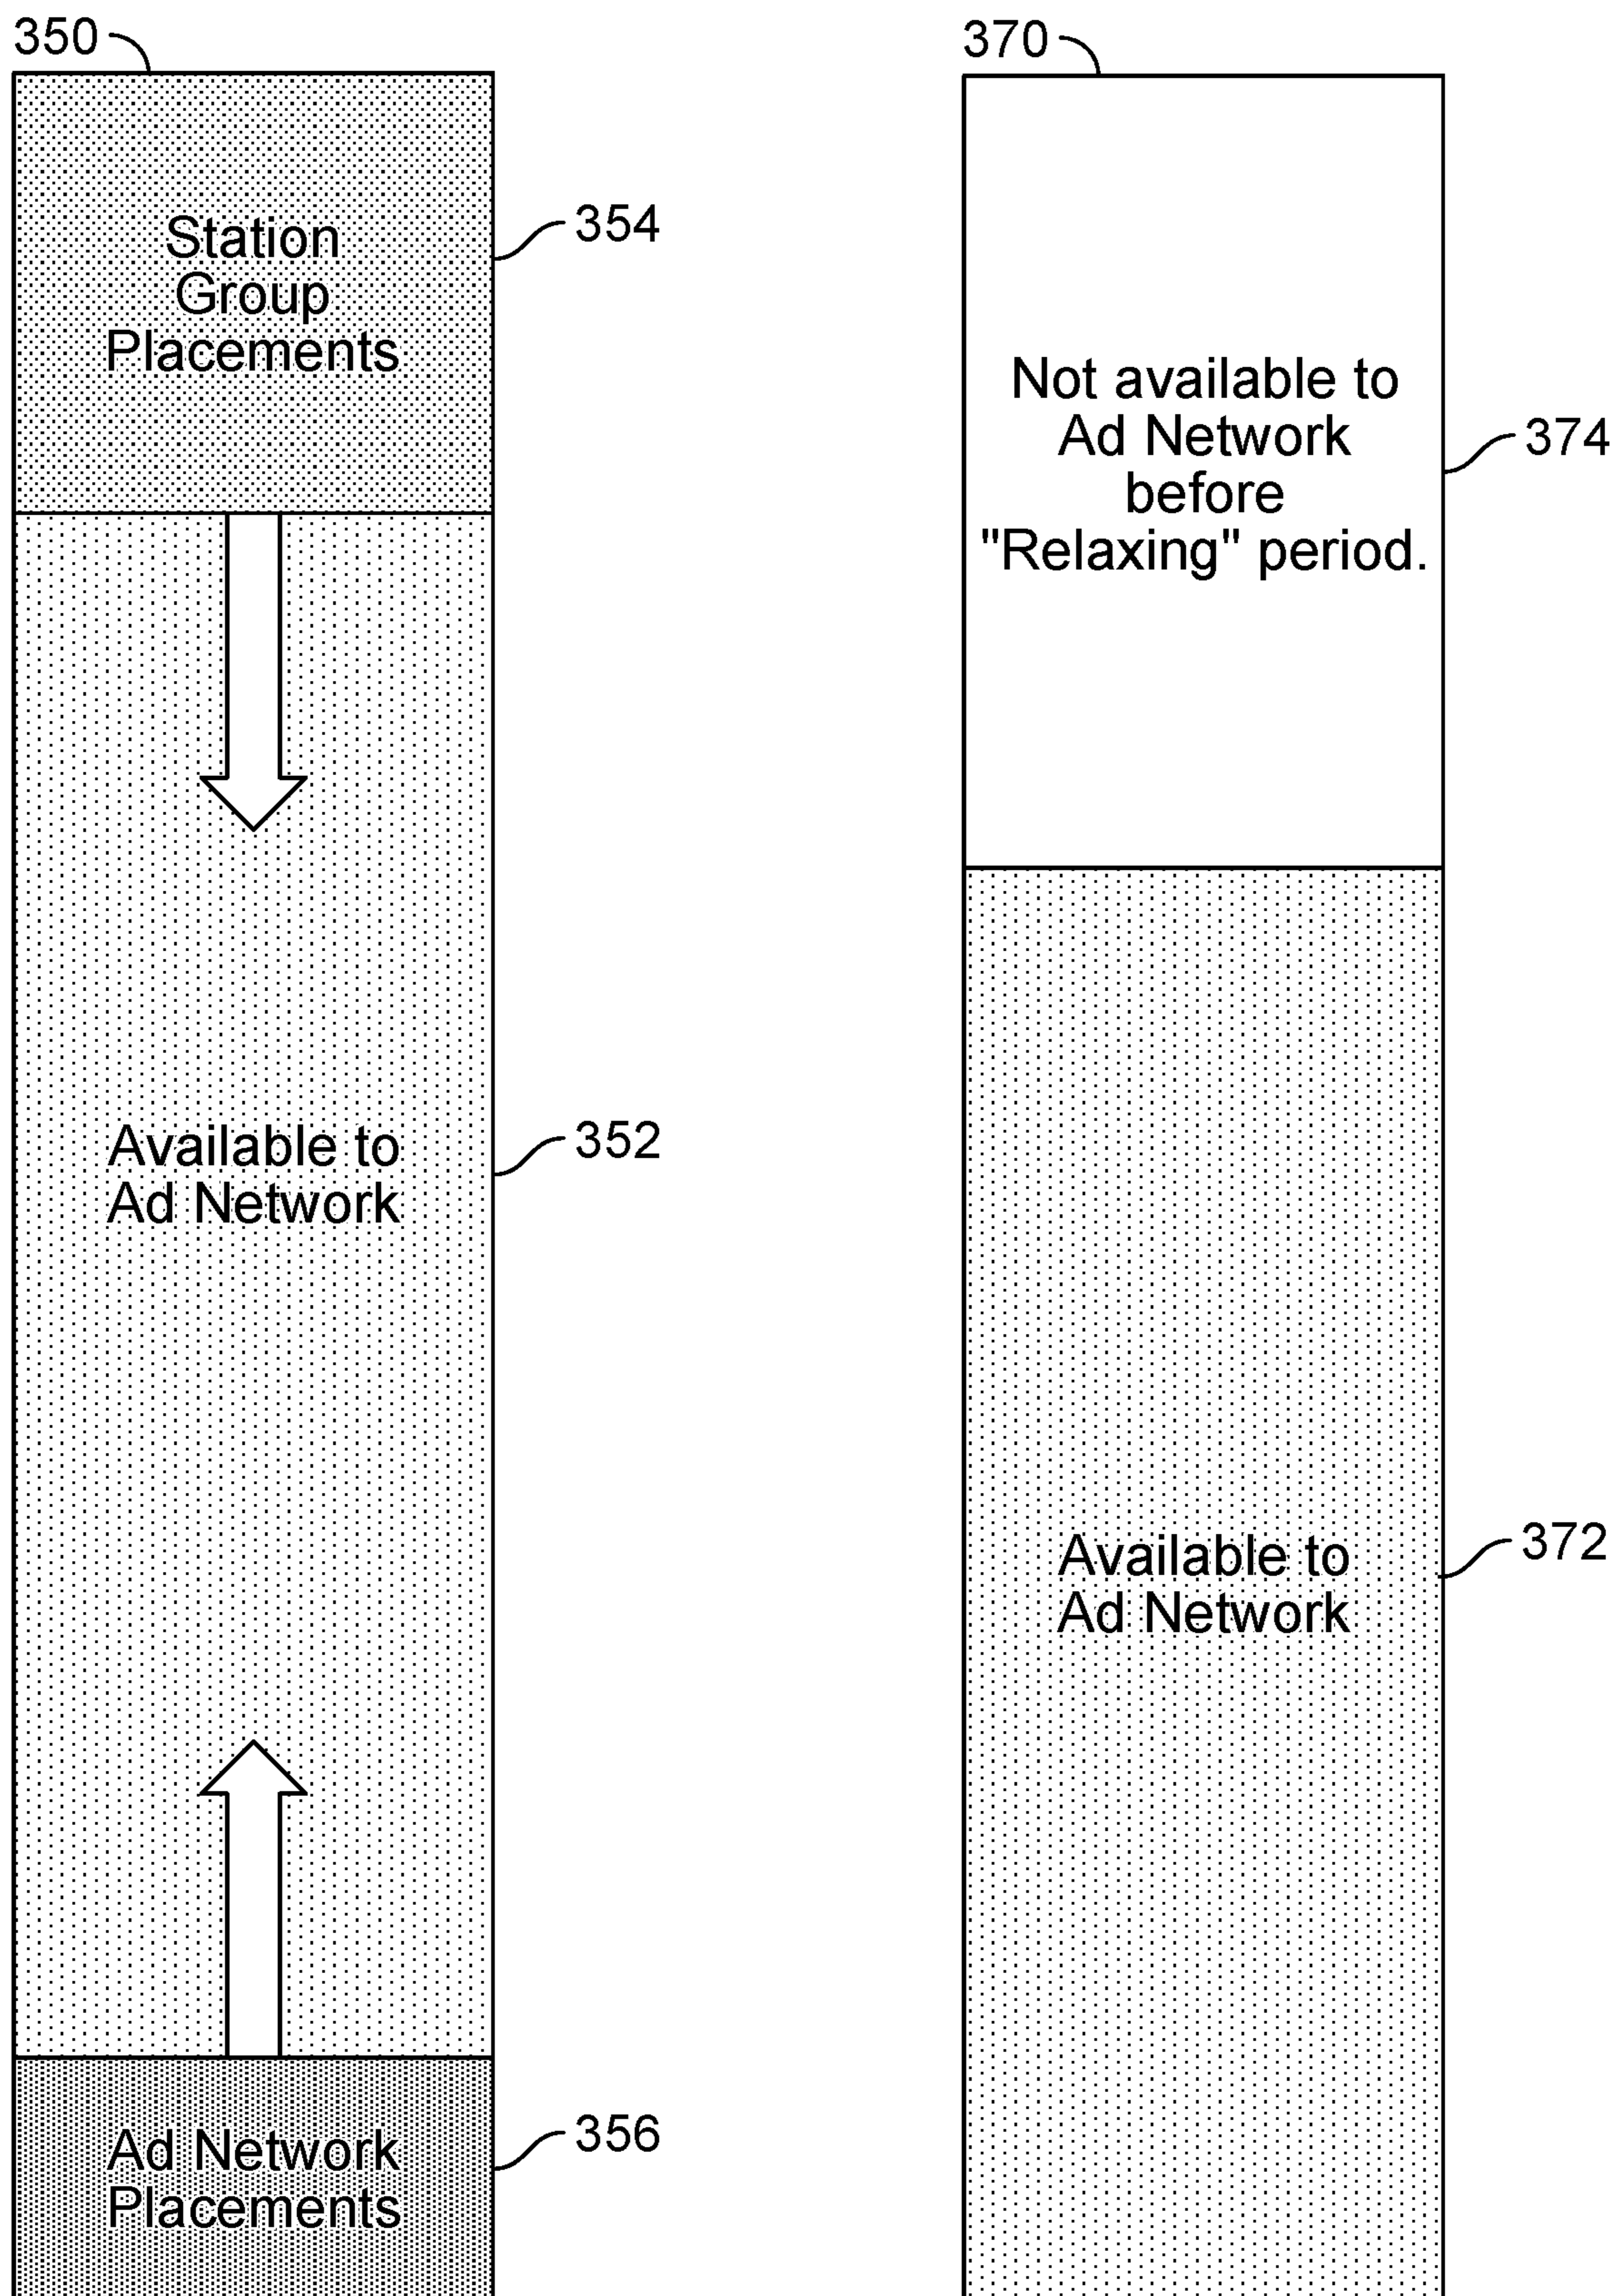 350
Station
Group
Placements
354
Available to
Ad Network
352
Ad Network
Placements
356
370
Not available to
Ad Network
before
"Relaxing" period.
374
Available to
Ad Network
372